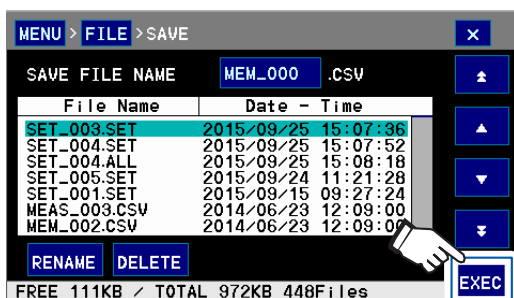 MENU > FILE > SAVE ×
SAVE FILE NAME MEM_000 .CSV
File Name Date - Time
SET_003.SET 2015/09/25 15:07:36
SET_004.SET 2015/09/25 15:07:52
SET_004.ALL 2015/09/25 15:08:18
SET_005.SET 2015/09/24 11:21:28
SET_001.SET 2015/09/15 09:27:24
MEAS_003.CSV 2014/06/23 12:09:00
MEM_002.CSV 2014/06/23 12:09:00
RENAME DELETE EXEC
FREE 111KB / TOTAL 972KB 448Files